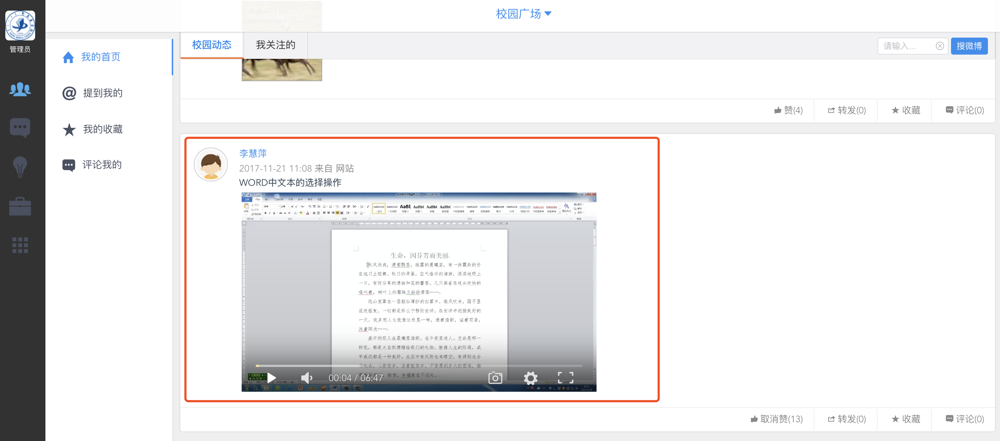 校园广场
管理员
我的首页
提到我的
我的收藏
评论我的
校园动态
我关注的
请输入...
搜微博
赞(4)
转发(0)
收藏
评论(0)
李慧萍
2017-11-21 11:08 来自 网站
WORD中文本的选择操作
生命，因芬芳而美丽
秋风送爽，清菊飘香，微露的晨曦里，有一抹霞染的云
在旭日上轻舞。秋日的早晨，空气格外的清新，深深地吸上
一口，有雨后草的清幽和花的馨香。几只麻雀在枝头欢快的
鸣叫着，树叶上的露珠儿纷纷滑落……
远山笼罩在一层轻似薄纱的白雾中，微风吹来，园子里
花枝摇曳。一切都是那么宁静而安详。在安详中迎接美好的
一天。我多想人生就像这秋晨一样，透着清新，溢着花香，
沐着阳光……
盛开的花儿在晨曦里清新，在午夜里迷人。无论是哪一
种花，都是大自然馈赠给我们的礼物。就像人生的际遇，或
早或迟都是一种美好。生活中有风雨也有晴空，有得到也会
有失去，心若简单，活着就简单。不管遇到多大的困难，都
相信，幸福就在不远处。
00:04 / 06:47
取消赞(13)
转发(0)
收藏
评论(0)